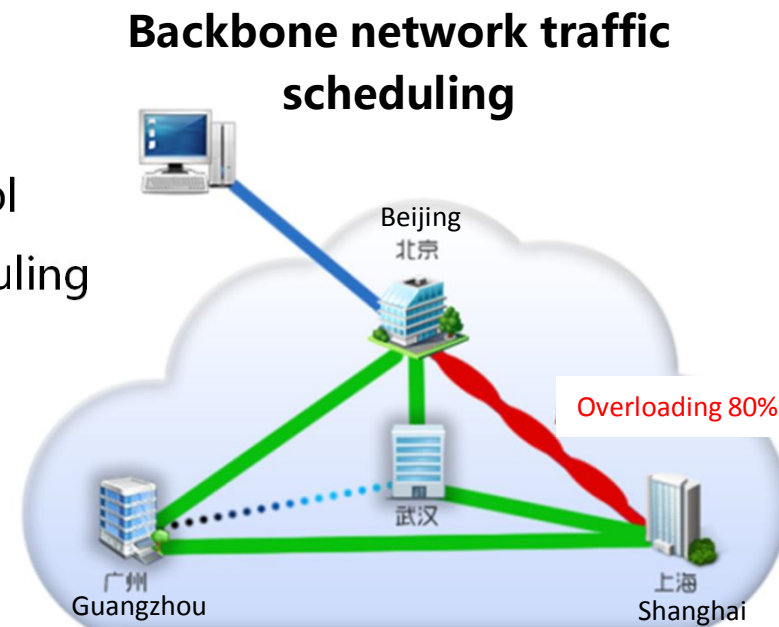 Backbone network traffic
scheduling
ol
uling
Beijing
北京
Overloading 80%
武汉
广州
Guangzhou
上海
Shanghai